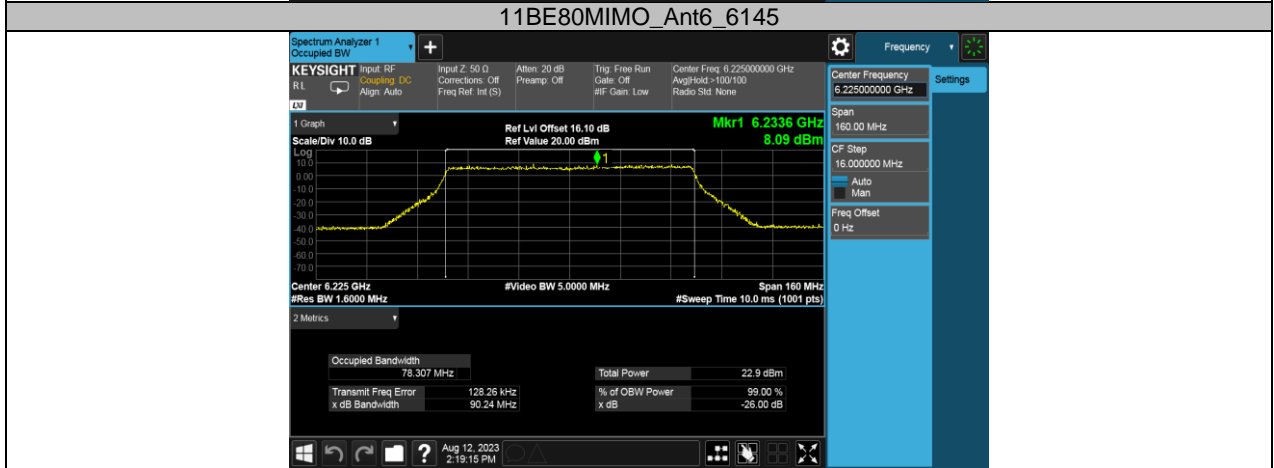 11BE80MIMO_Ant6_6145
Spectrum Analyzer 1
Occupied BW
+
Frequency
KEYSIGHT
RL
LXI
Input: RF
Coupling: DC
Align: Auto
Input Z: 50 Ω
Corrections: Off
Freq Ref: Int (S)
Atten: 20 dB
Preamp: Off
Trig: Free Run
Gate: Off
#IF Gain: Low
Center Freq: 6.225000000 GHz
Avg|Hold:>100/100
Radio Std: None
Center Frequency
6.225000000 GHz
Settings
Span
160.00 MHz
CF Step
16.000000 MHz
Auto
Man
Freq Offset
0 Hz
1 Graph
Scale/Div 10.0 dB
Ref Lvl Offset 16.10 dB
Ref Value 20.00 dBm
Mkr1 6.2336 GHz
8.09 dBm
Log
10.0
0.00
-10.0
-20.0
-30.0
-40.0
-50.0
-60.0
-70.0
1
Center 6.225 GHz
#Res BW 1.6000 MHz
#Video BW 5.0000 MHz
Span 160 MHz
#Sweep Time 10.0 ms (1001 pts)
2 Metrics
Occupied Bandwidth
78.307 MHz
Total Power 22.9 dBm
Transmit Freq Error 128.26 kHz
% of OBW Power 99.00 %
x dB Bandwidth 90.24 MHz
x dB -26.00 dB
?
Aug 12, 2023
2:19:15 PM